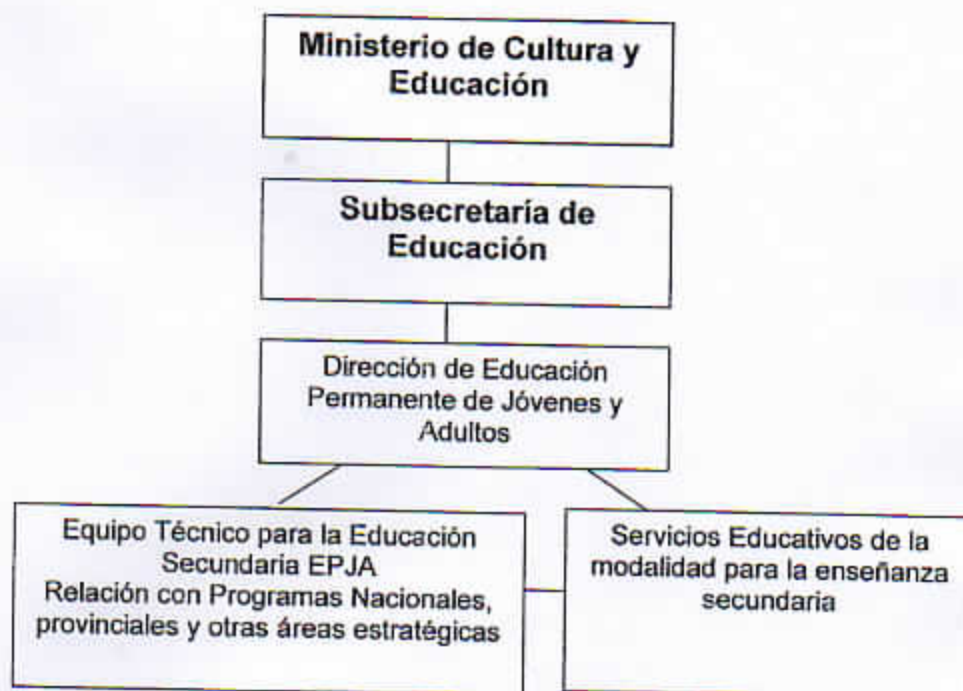 Ministerio de Cultura y
Educación
Subsecretaría de
Educación
Dirección de Educación
Permanente de Jóvenes y
Adultos
Equipo Técnico para la Educación
Secundaria EPJA
Relación con Programas Nacionales,
provinciales y otras áreas estratégicas
Servicios Educativos de la
modalidad para la enseñanza
secundaria